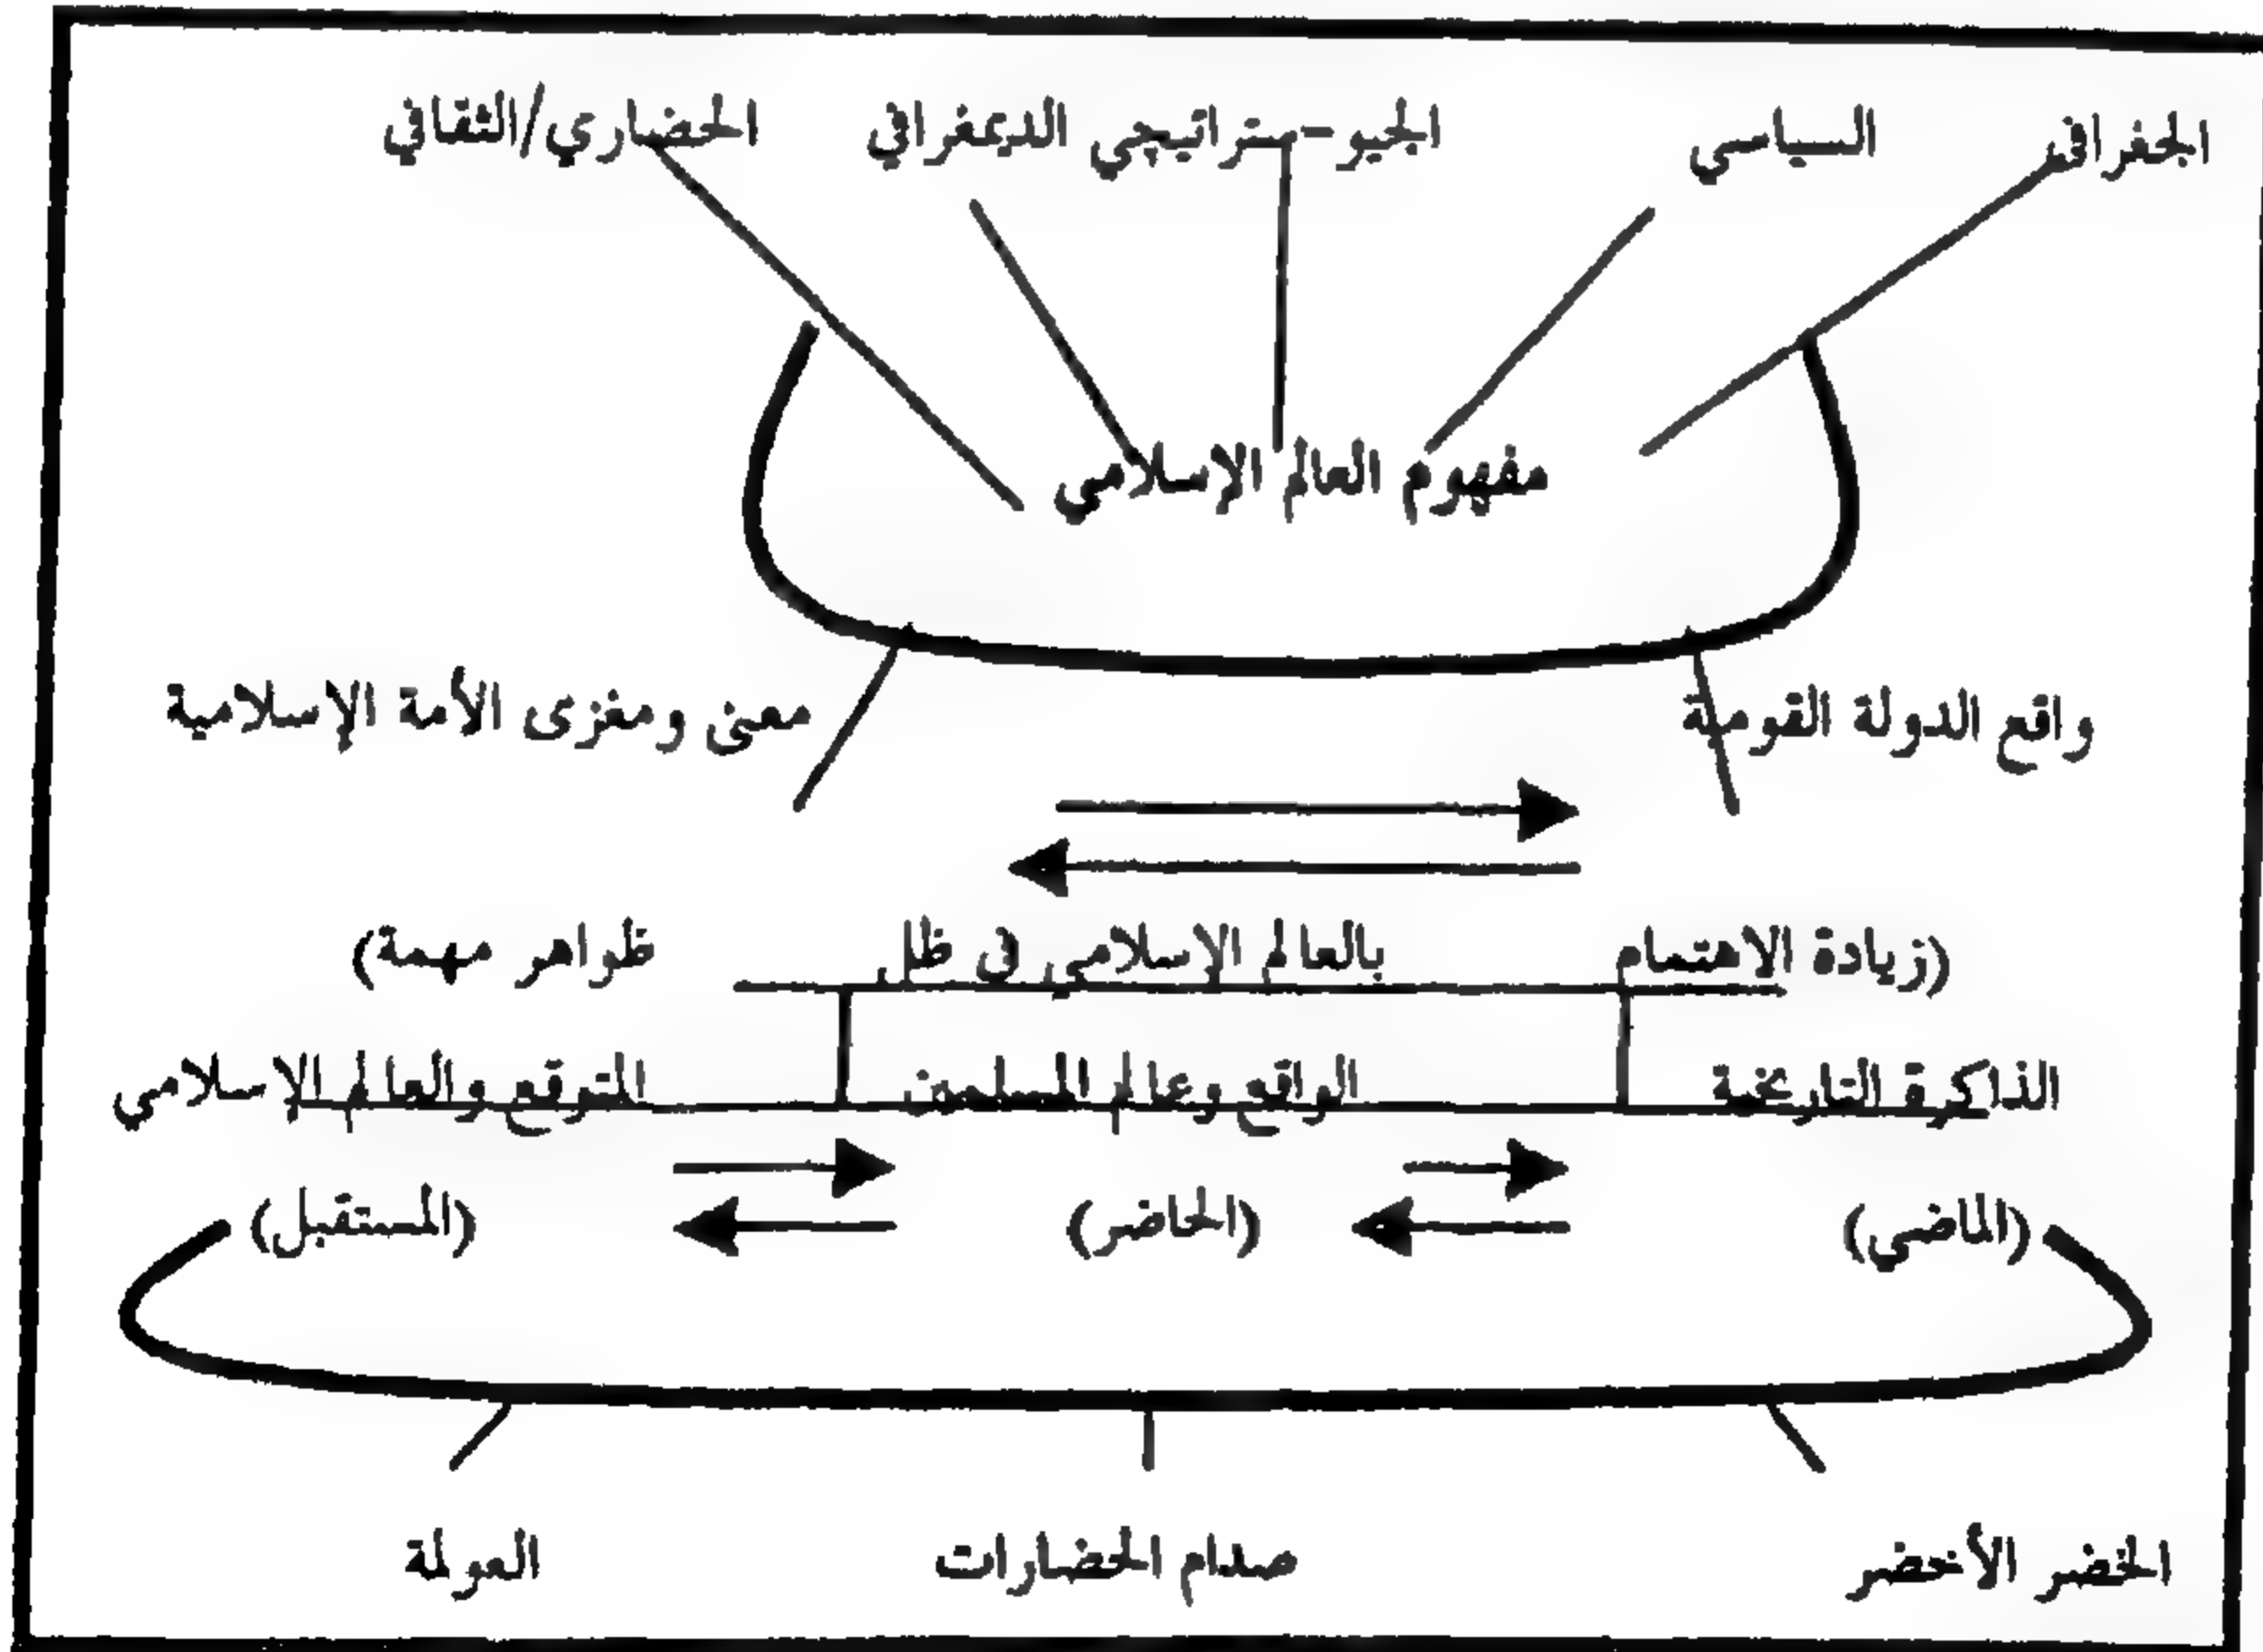 الجغرافي السياسي الجيو-ستراتيجي الديمغرافي الحضاري/الثقافي
مفهوم العالم الإسلامي
واقع الدولة القومية معنى ومغزى الأمة الإسلامية
(زيادة الاهتمام بالعالم الإسلامي في ظل ظواهر مهمة)
الذاكرة التاريخية الواقع وعالم المسلمين التوقع والعالم الإسلامي
(الماضي) (الحاضر) (المستقبل)
الخضر الأخضر صدام الحضارات العولمة